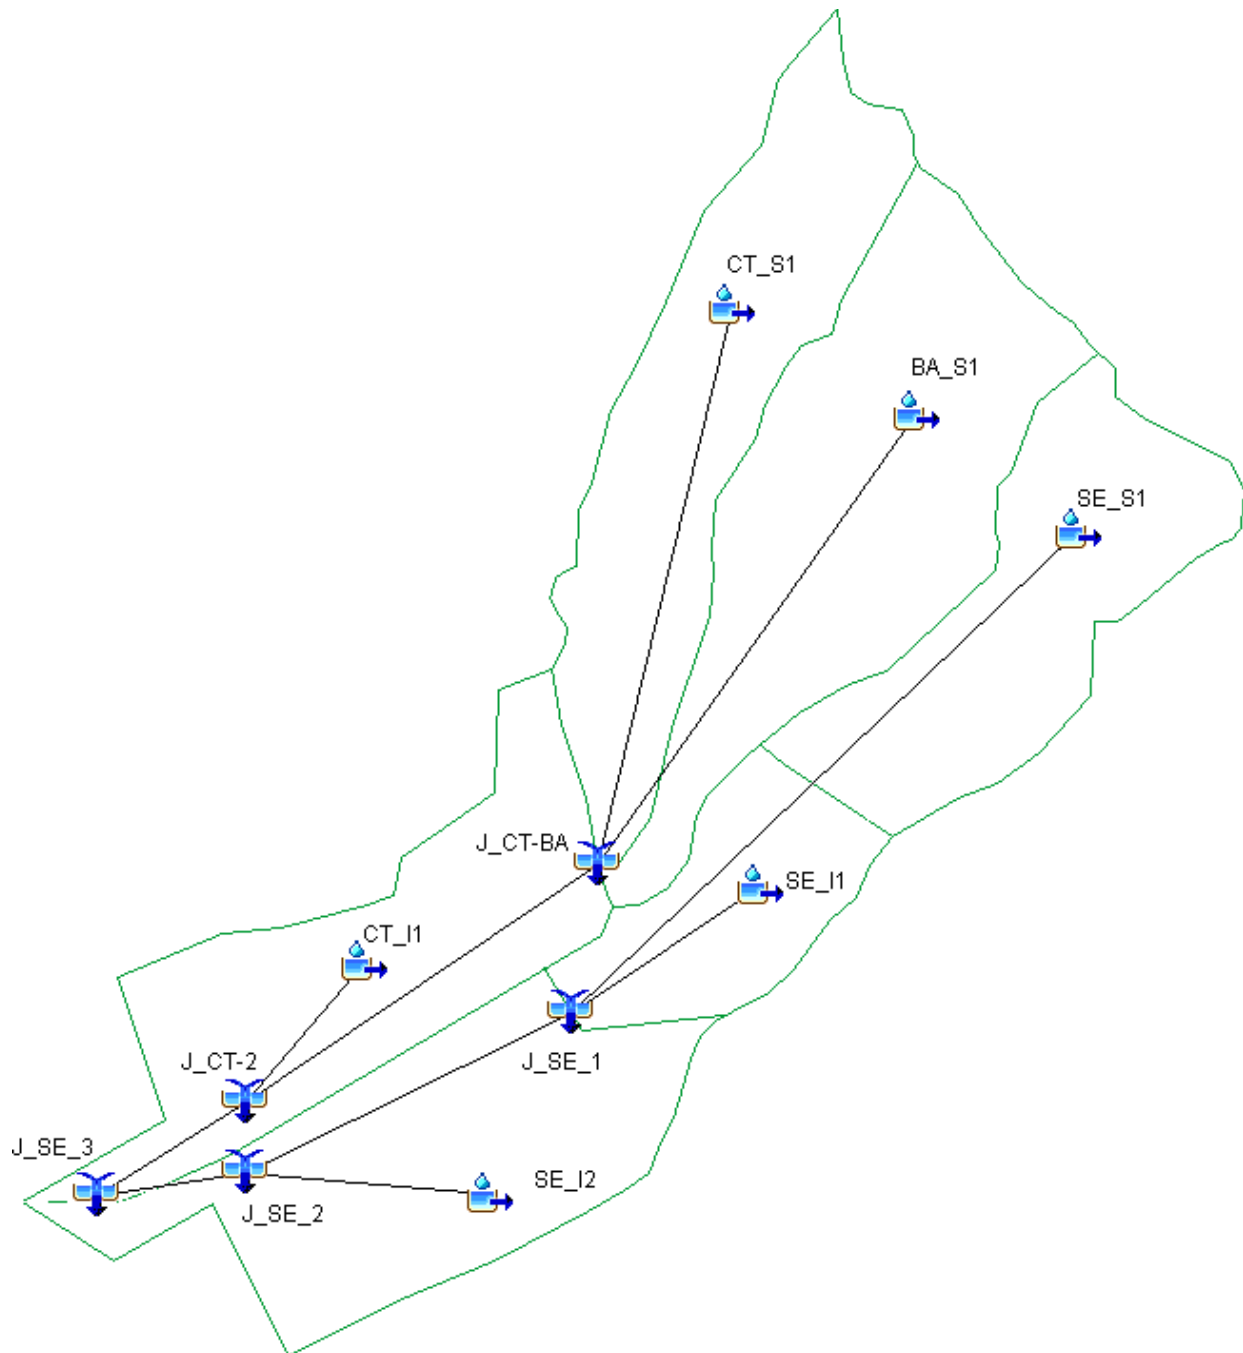 CT_S1
BA_S1
SE_S1
J_CT-BA
SE_I1
CT_I1
J_CT-2
J_SE_1
J_SE_3
SE_I2
J_SE_2